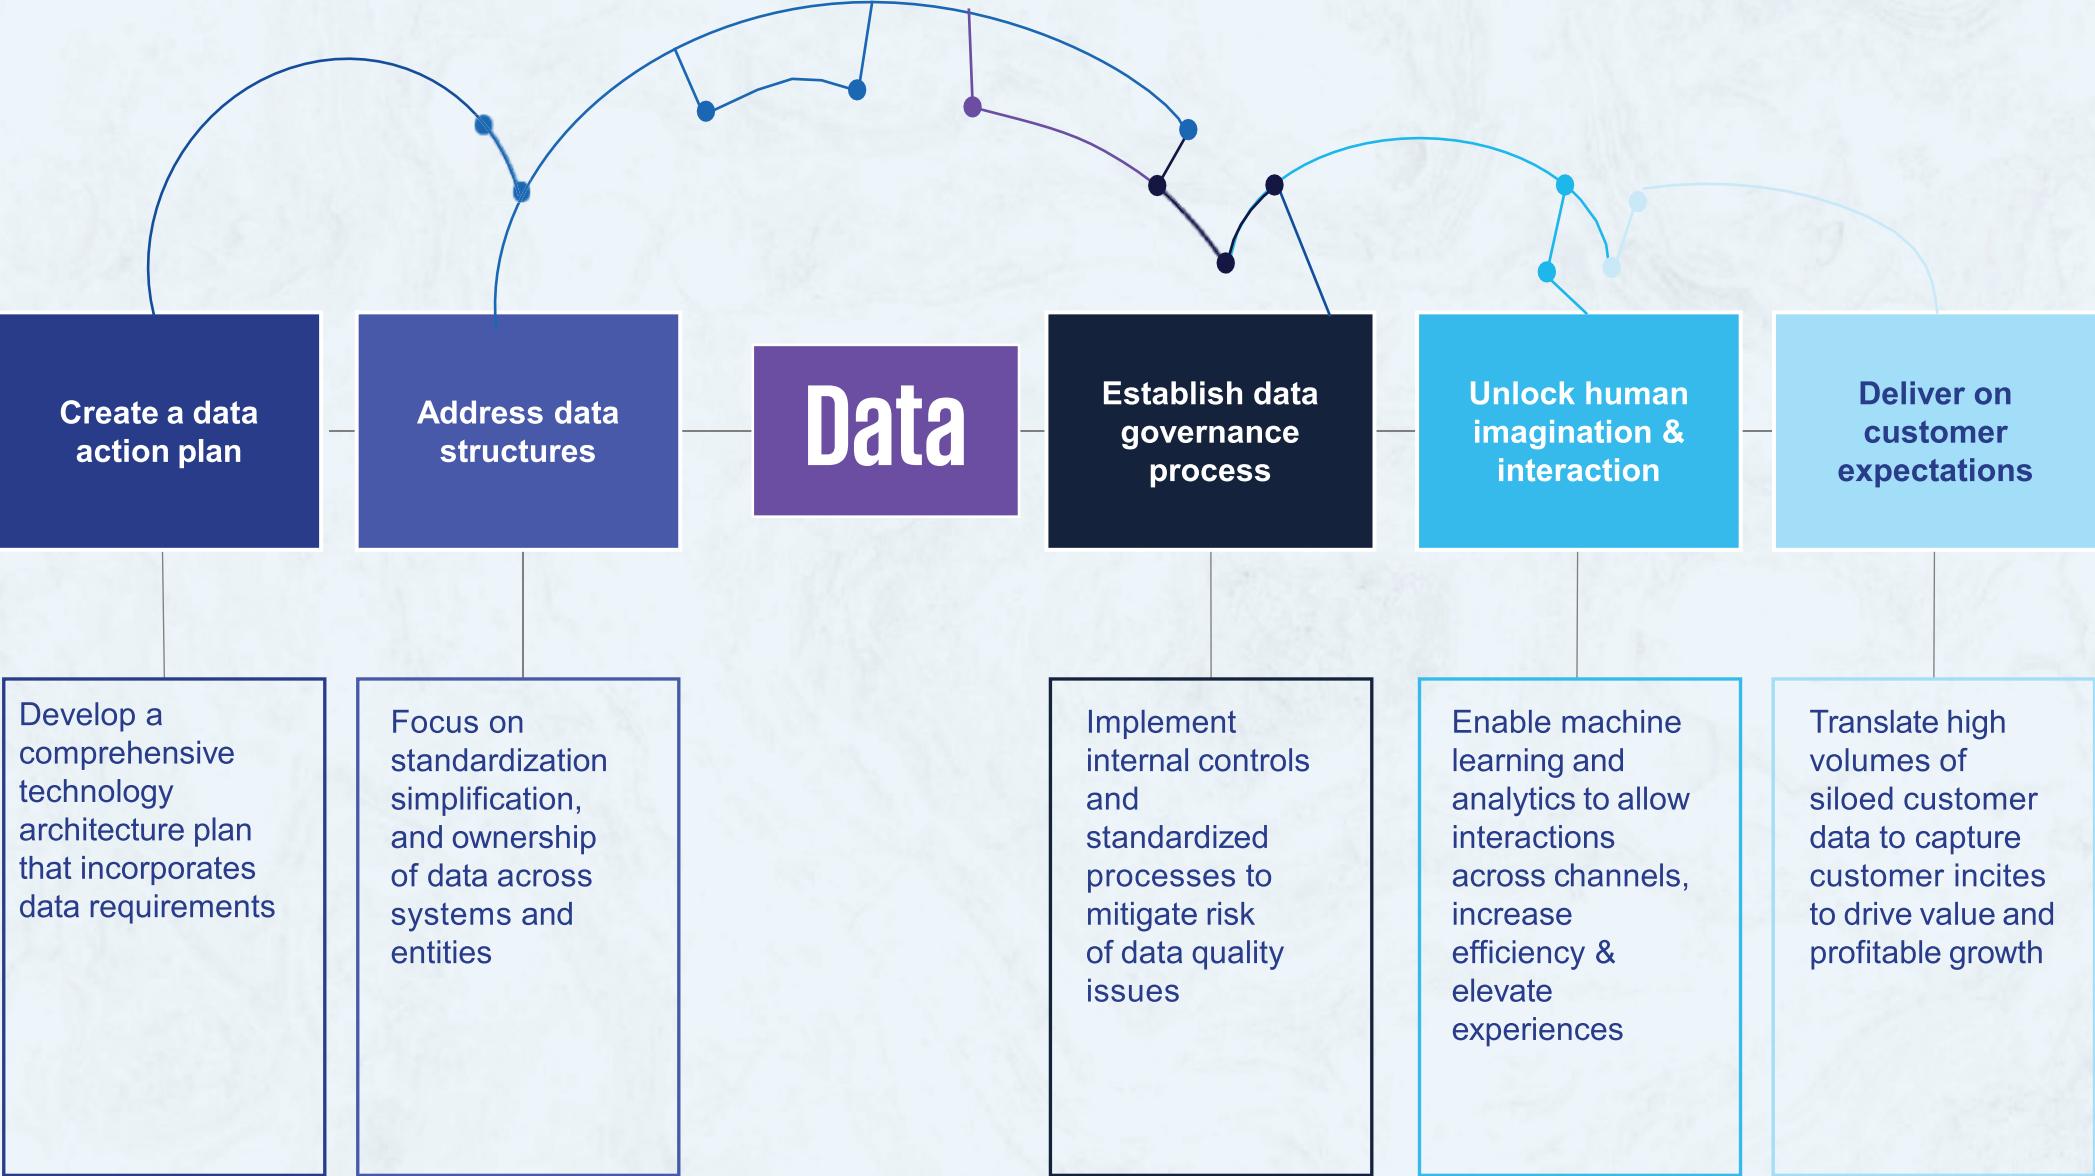 Create a data
action plan
Address data
structures
Data
Establish data
governance
process
Unlock human
imagination &
interaction
Deliver on
customer
expectations
Develop a
comprehensive
technology
architecture plan
that incorporates
data requirements
Focus on
standardization
simplification,
and ownership
of data across
systems and
entities
Implement
internal controls
and
standardized
processes to
mitigate risk
of data quality
issues
Enable machine
learning and
analytics to allow
interactions
across channels,
increase
efficiency &
elevate
experiences
Translate high
volumes of
siloed customer
data to capture
customer incites
to drive value and
profitable growth